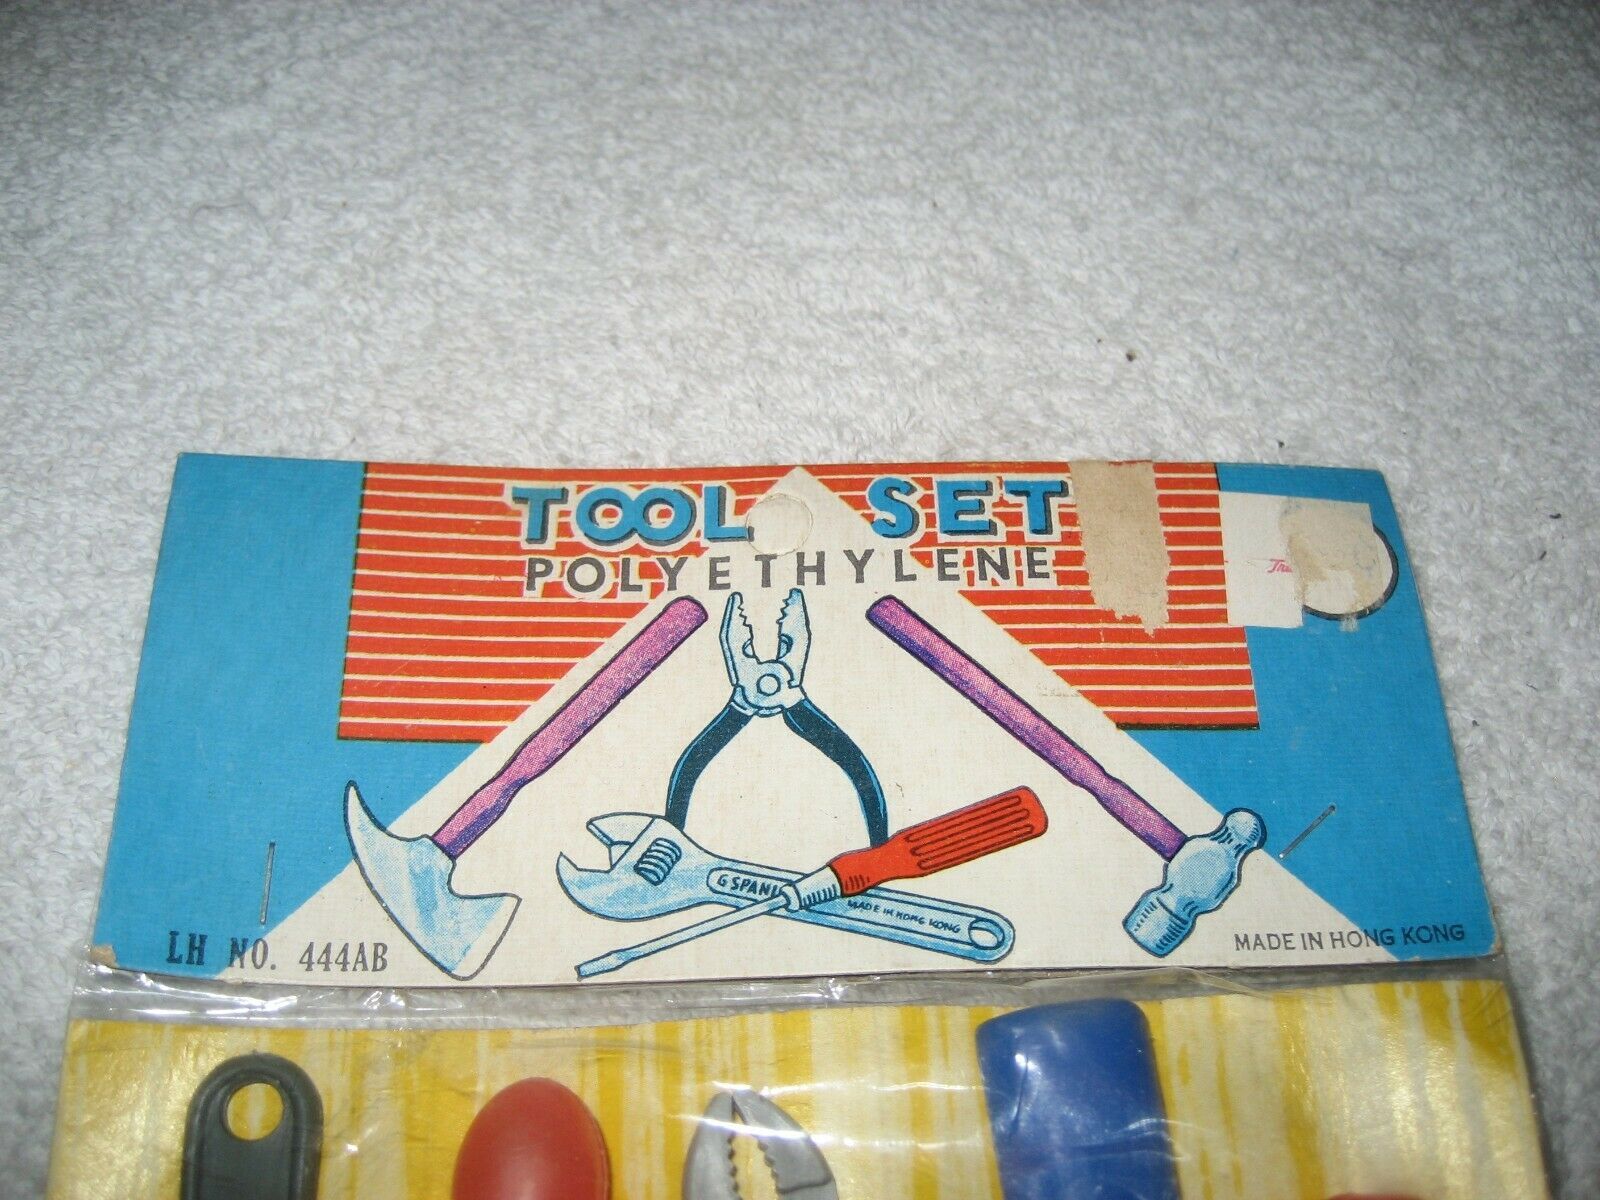 TOOL SET
POLYETHYLENE
G SPANI
MADE IN HONG KONG
LH NO. 444AB
MADE IN HONG KONG